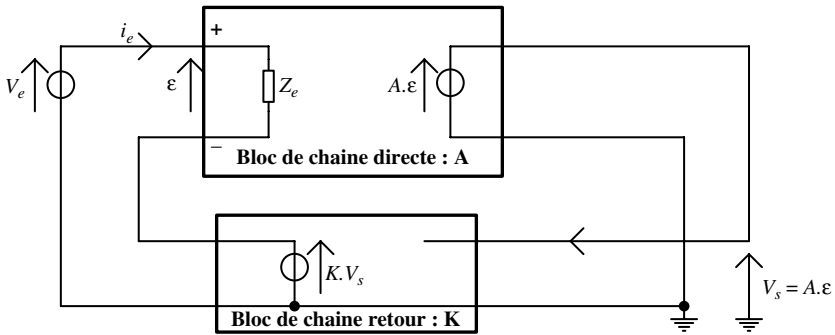 i_e
+
V_e
ε
Z_e
A.ε
−
Bloc de chaine directe : A
K.V_s
V_s = A.ε
Bloc de chaine retour : K